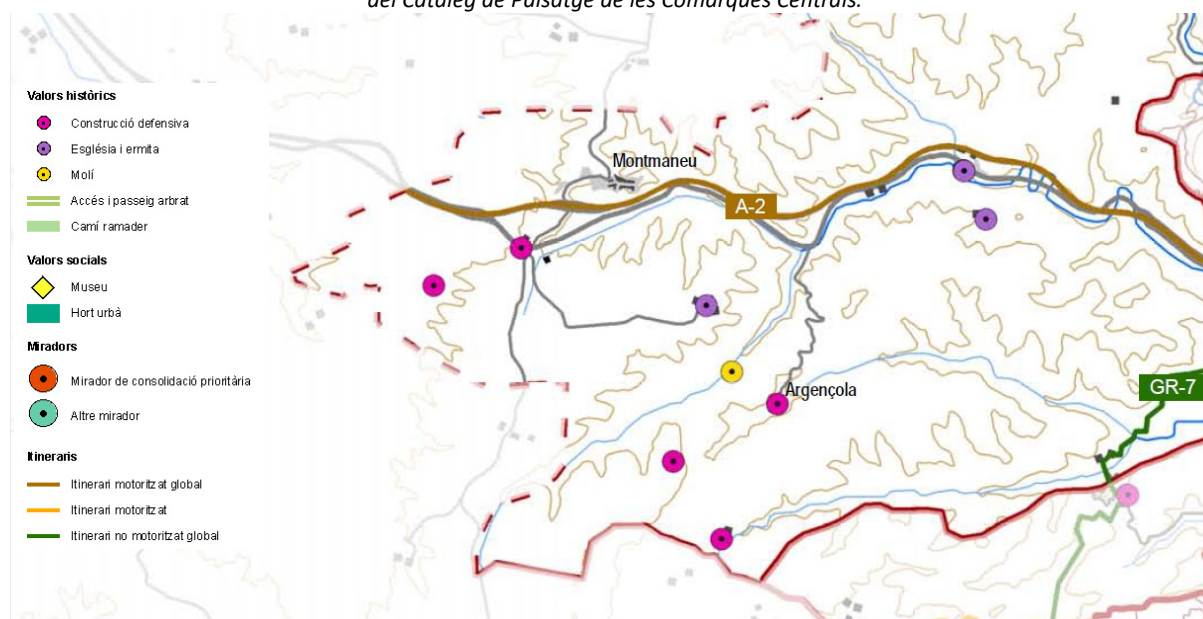 del Catàleg de Paisatge de les Comarques Centrals.
Valors històrics
Construcció defensiva
Església i ermita
Molí
Accés i passeig arbrat
Camí ramader
Valors socials
Museu
Hort urbà
Miradors
Mirador de consolidació prioritària
Altre mirador
Itineraris
Itinerari motoritzat global
Itinerari motoritzat
Itinerari no motoritzat global
Montmaneu
A-2
Argençola
GR-7